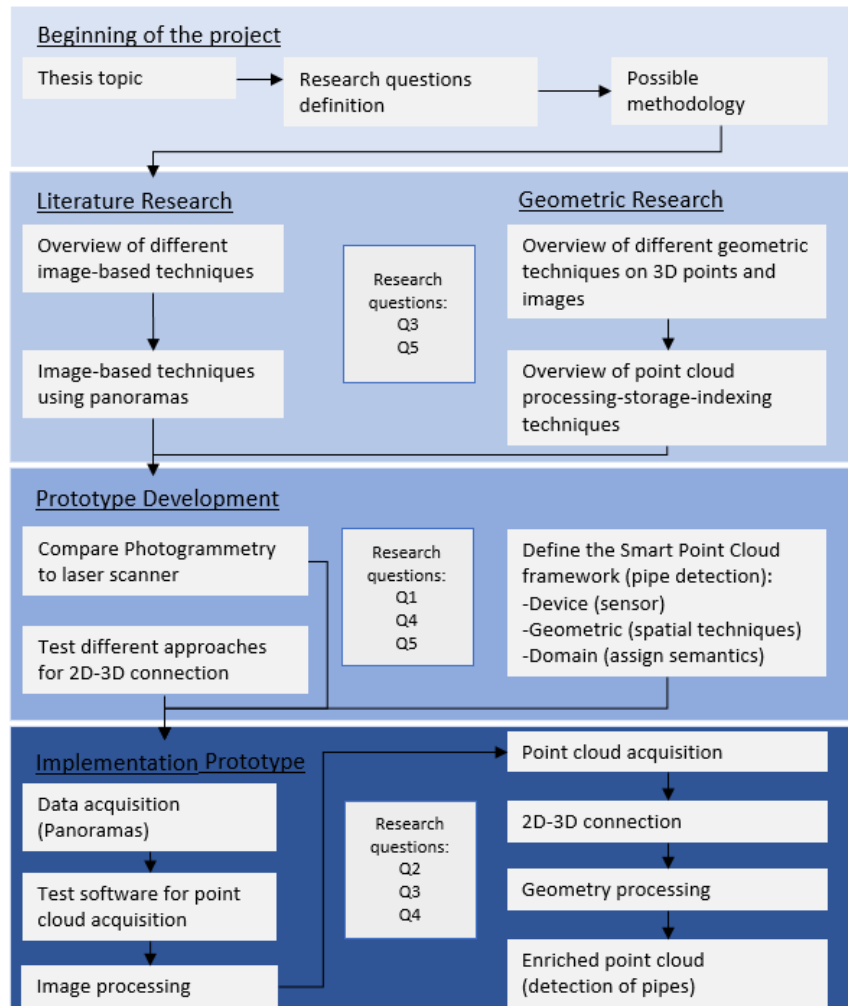 Beginning of the project
Thesis topic
Research questions
definition
Possible
methodology
Literature Research
Overview of different
image-based techniques
Image-based techniques
using panoramas
Research
questions:
Q3
Q5
Geometric Research
Overview of different geometric
techniques on 3D points and
images
Overview of point cloud
processing-storage-indexing
techniques
Prototype Development
Compare Photogrammetry
to laser scanner
Test different approaches
for 2D-3D connection
Research
questions:
Q1
Q4
Q5
Define the Smart Point Cloud
framework (pipe detection):
-Device (sensor)
-Geometric (spatial techniques)
-Domain (assign semantics)
Implementation Prototype
Data acquisition
(Panoramas)
Test software for point
cloud acquisition
Image processing
Research
questions:
Q2
Q3
Q4
Point cloud acquisition
2D-3D connection
Geometry processing
Enriched point cloud
(detection of pipes)